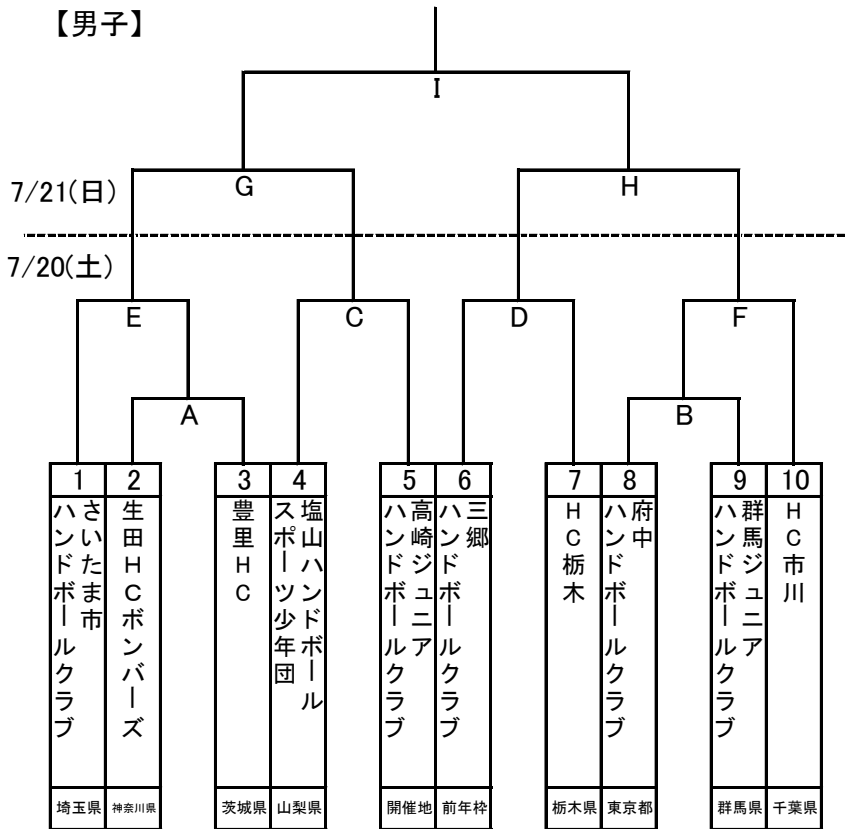 【男子】
I
7/21(日)
G
H
7/20(土)
E
C
D
F
A
B
1
2
3
4
5
6
7
8
9
10
さいたま市
ハンドボールクラブ
生田HCボンバーズ
豊里HC
塩山ハンドボール
スポーツ少年団
高崎ジュニア
ハンドボールクラブ
三郷
ハンドボールクラブ
HC栃木
府中
ハンドボールクラブ
群馬ジュニア
ハンドボールクラブ
HC市川
埼玉県
神奈川県
茨城県
山梨県
開催地
前年枠
栃木県
東京都
群馬県
千葉県